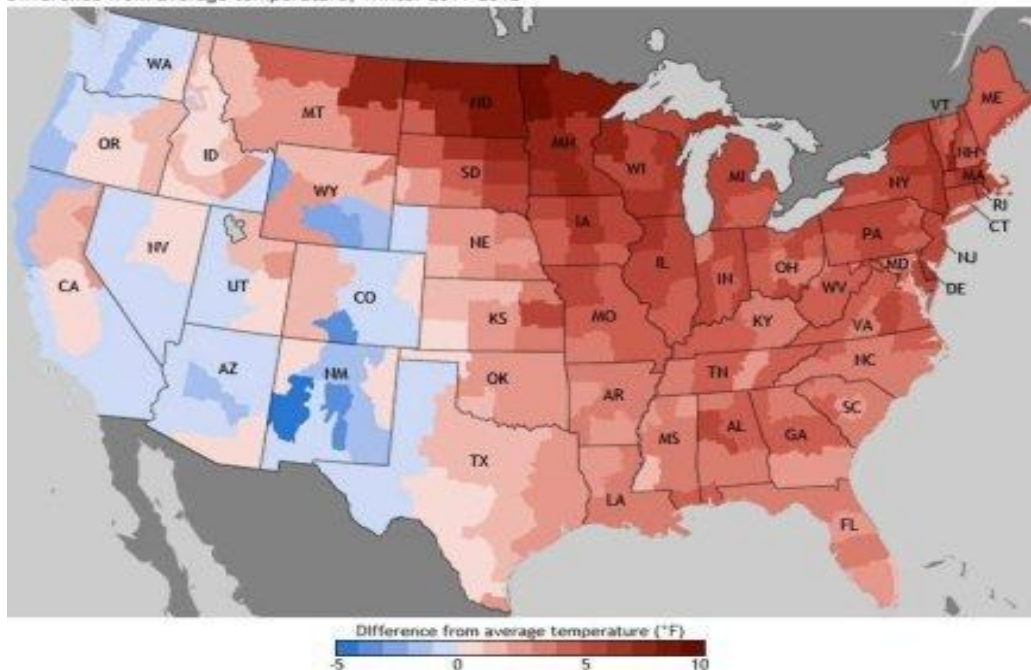 WA
MT
ND
VT
ME
OR
ID
MN
NH
WI
SD
MI
MA
NY
WY
RI
CT
IA
NE
PA
NV
IL
IN
OH
MD
NJ
UT
CO
WV
DE
CA
KS
MO
KY
VA
NC
AZ
NM
OK
TN
AR
SC
MS
AL
GA
TX
LA
FL
Difference from average temperature (°F)
-5 0 5 10